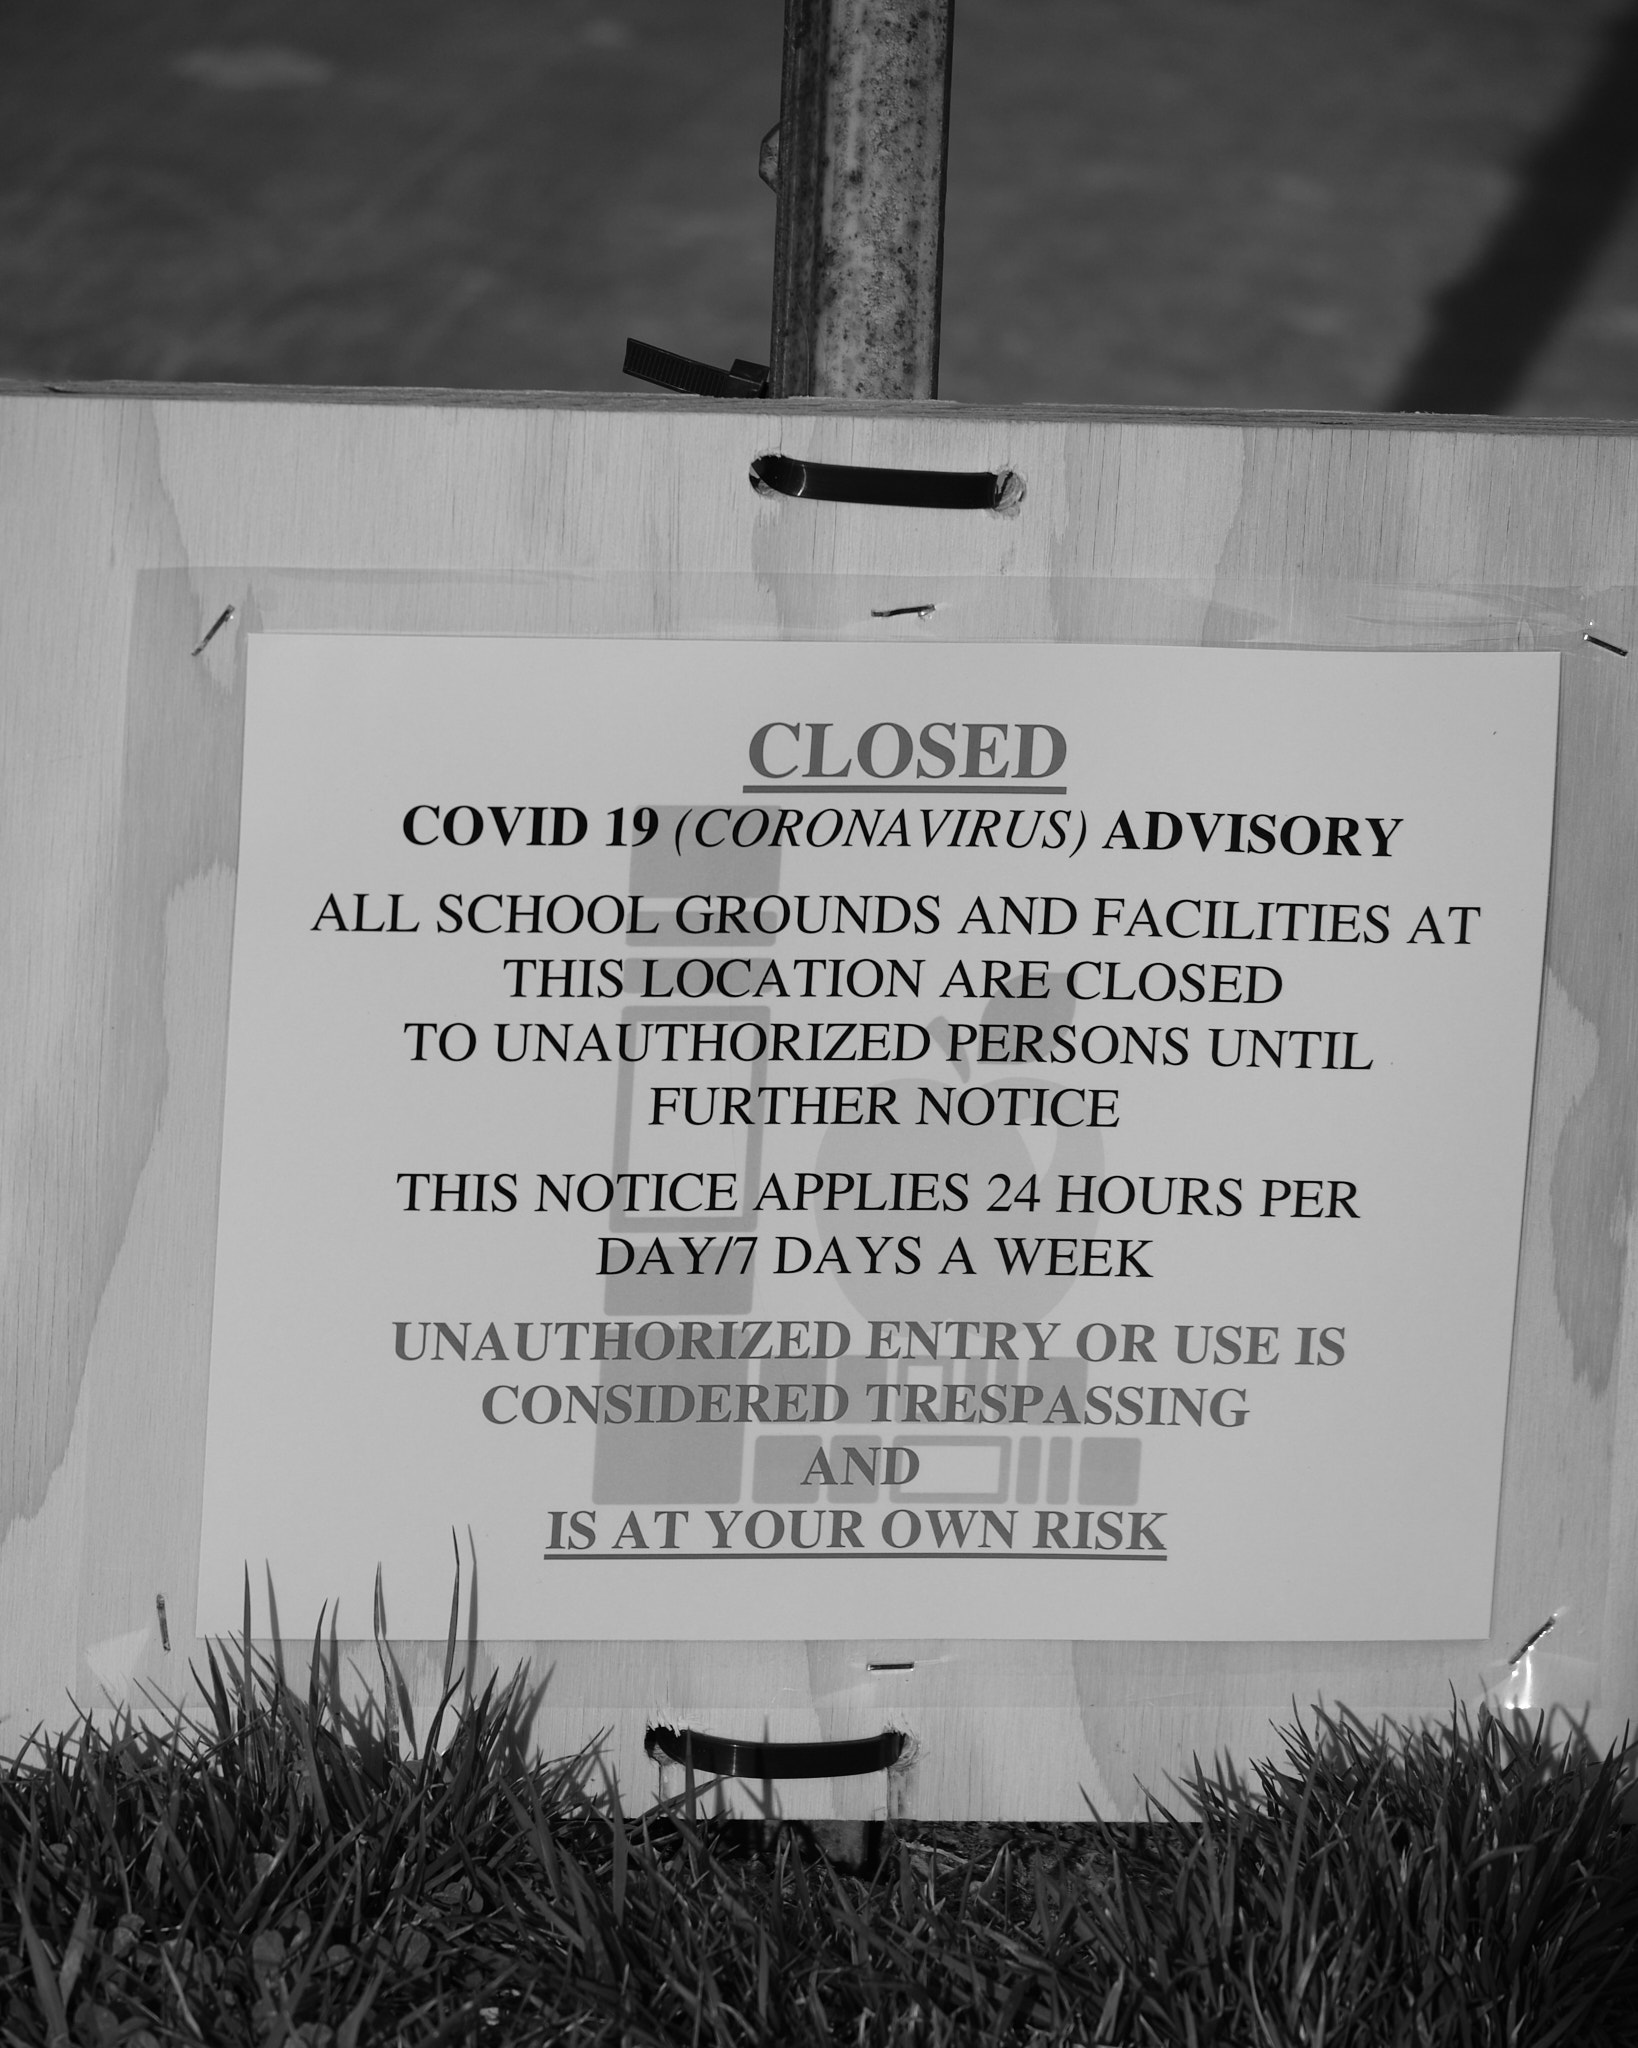 CLOSED
COVID 19 (CORONAVIRUS) ADVISORY
ALL SCHOOL GROUNDS AND FACILITIES AT
THIS LOCATION ARE CLOSED
TO UNAUTHORIZED PERSONS UNTIL
FURTHER NOTICE
THIS NOTICE APPLIES 24 HOURS PER
DAY/7 DAYS A WEEK
UNAUTHORIZED ENTRY OR USE IS
CONSIDERED TRESPASSING
AND
IS AT YOUR OWN RISK